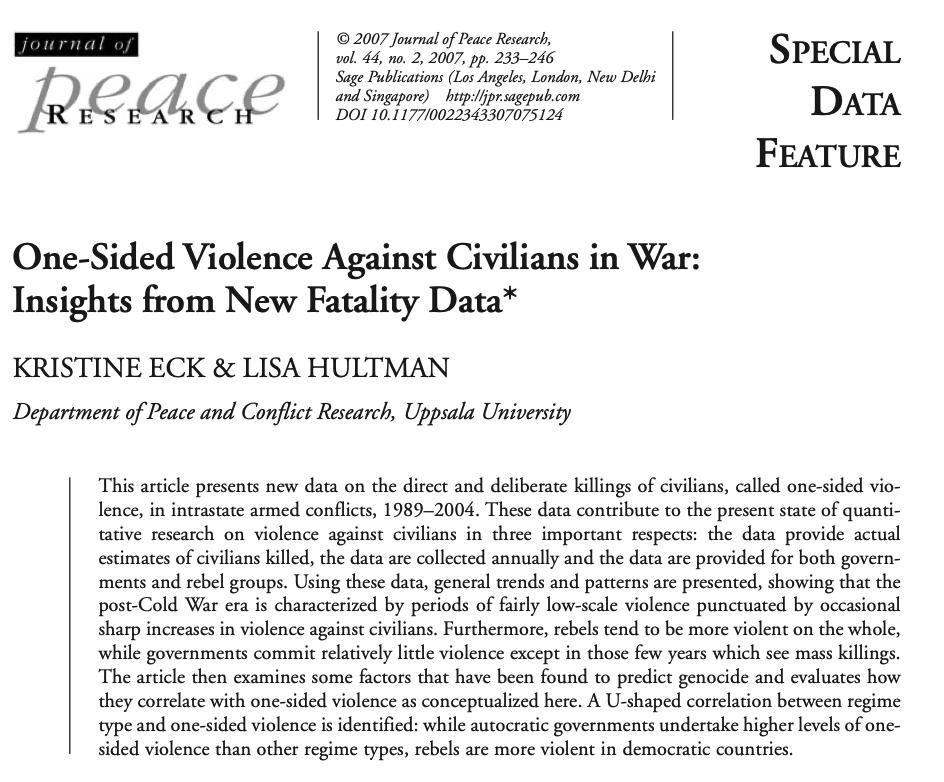 journal of
peace
RESEARCH
© 2007 Journal of Peace Research,
vol. 44, no. 2, 2007, pp. 233–246
Sage Publications (Los Angeles, London, New Delhi
and Singapore) http://jpr.sagepub.com
DOI 10.1177/0022343307075124
SPECIAL
DATA
FEATURE
One-Sided Violence Against Civilians in War:
Insights from New Fatality Data*
KRISTINE ECK & LISA HULTMAN
Department of Peace and Conflict Research, Uppsala University
This article presents new data on the direct and deliberate killings of civilians, called one-sided vio-
lence, in intrastate armed conflicts, 1989–2004. These data contribute to the present state of quanti-
tative research on violence against civilians in three important respects: the data provide actual
estimates of civilians killed, the data are collected annually and the data are provided for both govern-
ments and rebel groups. Using these data, general trends and patterns are presented, showing that the
post-Cold War era is characterized by periods of fairly low-scale violence punctuated by occasional
sharp increases in violence against civilians. Furthermore, rebels tend to be more violent on the whole,
while governments commit relatively little violence except in those few years which see mass killings.
The article then examines some factors that have been found to predict genocide and evaluates how
they correlate with one-sided violence as conceptualized here. A U-shaped correlation between regime
type and one-sided violence is identified: while autocratic governments undertake higher levels of one-
sided violence than other regime types, rebels are more violent in democratic countries.